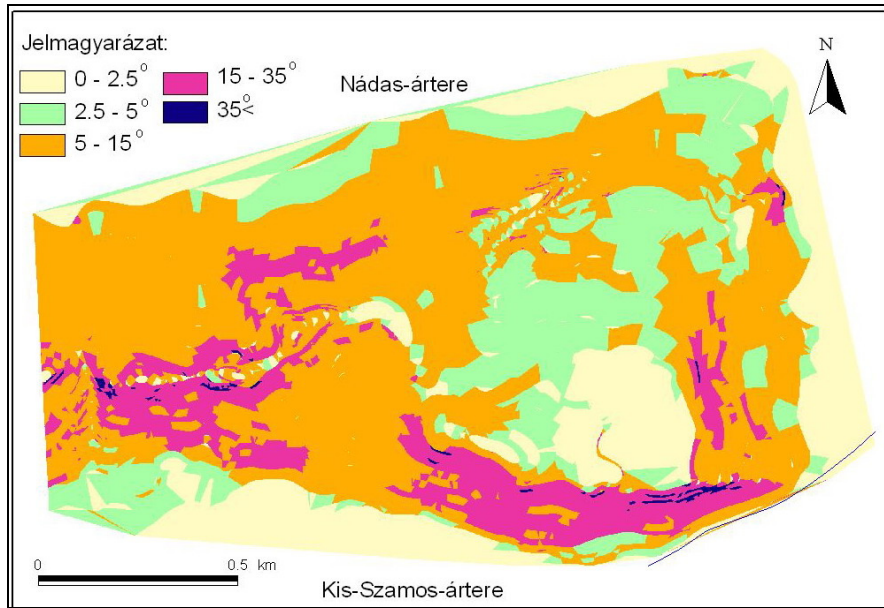 Jelmagyarázat:
0 - 2.5°
2.5 - 5°
5 - 15°
15 - 35°
35<°
Nádas-ártere
N
0 0.5 km
Kis-Szamos-ártere